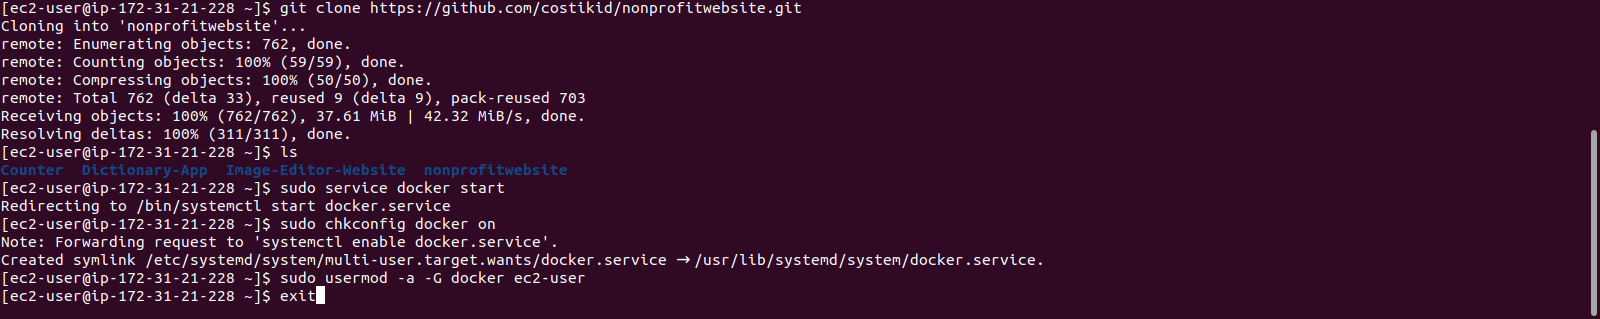 [ec2-user@ip-172-31-21-228 ~]$ git clone https://github.com/costikid/nonprofitwebsite.git
Cloning into 'nonprofitwebsite'...
remote: Enumerating objects: 762, done.
remote: Counting objects: 100% (59/59), done.
remote: Compressing objects: 100% (50/50), done.
remote: Total 762 (delta 33), reused 9 (delta 9), pack-reused 703
Receiving objects: 100% (762/762), 37.61 MiB | 42.32 MiB/s, done.
Resolving deltas: 100% (311/311), done.
[ec2-user@ip-172-31-21-228 ~]$ ls
Counter  Dictionary-App  Image-Editor-Website  nonprofitwebsite
[ec2-user@ip-172-31-21-228 ~]$ sudo service docker start
Redirecting to /bin/systemctl start docker.service
[ec2-user@ip-172-31-21-228 ~]$ sudo chkconfig docker on
Note: Forwarding request to 'systemctl enable docker.service'.
Created symlink /etc/systemd/system/multi-user.target.wants/docker.service → /usr/lib/systemd/system/docker.service.
[ec2-user@ip-172-31-21-228 ~]$ sudo usermod -a -G docker ec2-user
[ec2-user@ip-172-31-21-228 ~]$ exit